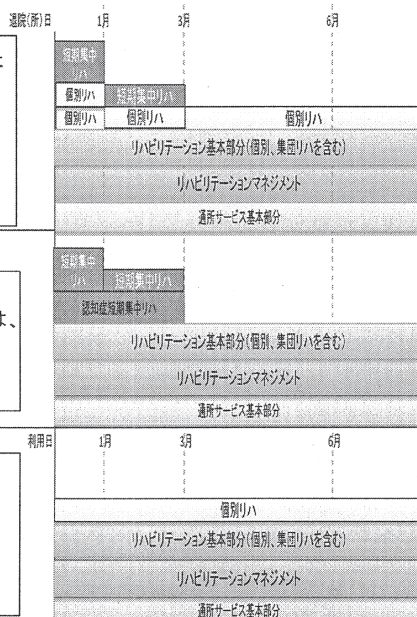 退院(所)日 1月 3月 6月
に
短期集中
リハ
個別リハ 短期集中リハ
個別リハ 個別リハ 個別リハ
リハビリテーション基本部分(個別、集団リハを含む)
リハビリテーションマネジメント
通所サービス基本部分
短期集中
リハ 短期集中リハ
は、
認知症短期集中リハ
リハビリテーション基本部分(個別、集団リハを含む)
リハビリテーションマネジメント
通所サービス基本部分
利用日 1月 3月 6月
個別リハ
リハビリテーション基本部分(個別、集団リハを含む)
リハビリテーションマネジメント
通所サービス基本部分